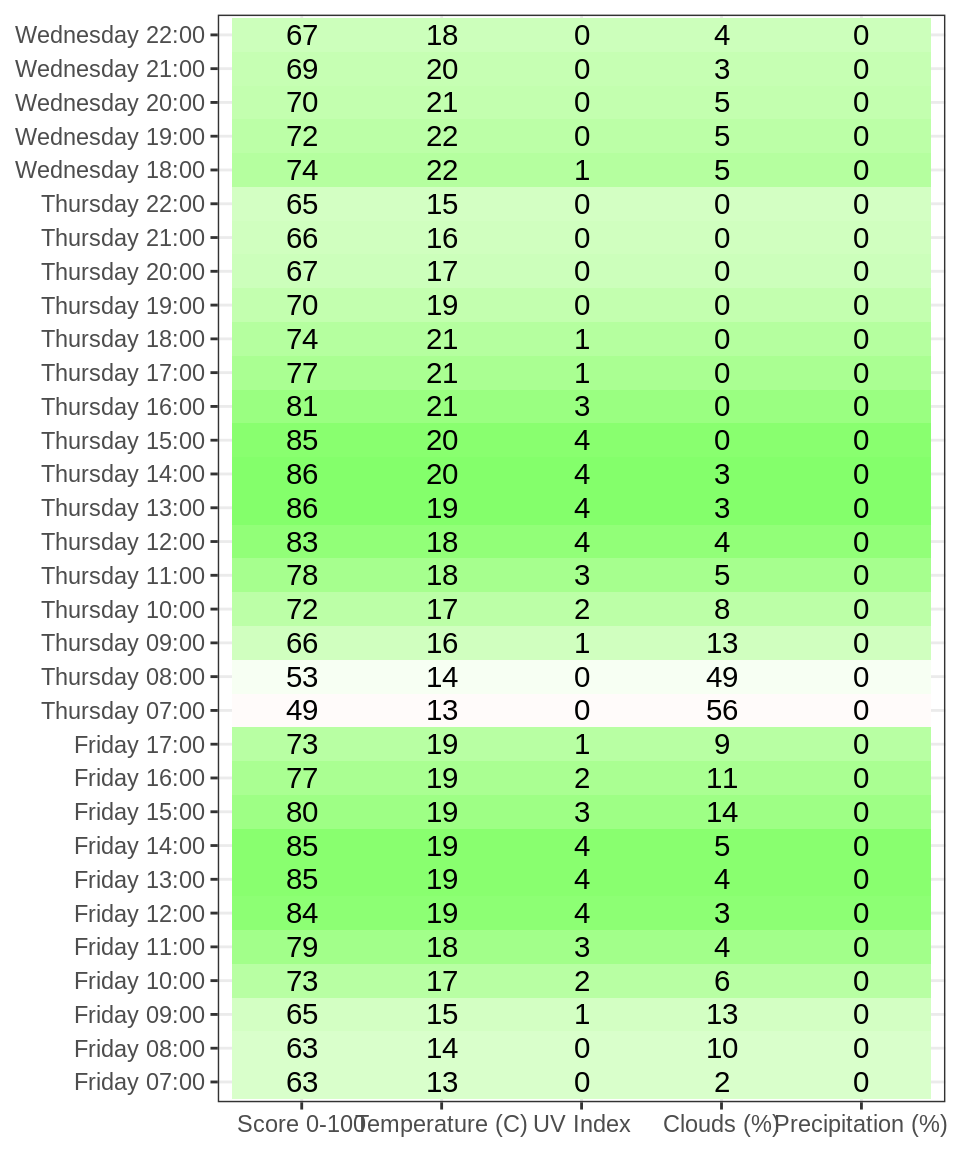 Wednesday 22:00 67 18 0 4 0
Wednesday 21:00 69 20 0 3 0
Wednesday 20:00 70 21 0 5 0
Wednesday 19:00 72 22 0 5 0
Wednesday 18:00 74 22 1 5 0
Thursday 22:00 65 15 0 0 0
Thursday 21:00 66 16 0 0 0
Thursday 20:00 67 17 0 0 0
Thursday 19:00 70 19 0 0 0
Thursday 18:00 74 21 1 0 0
Thursday 17:00 77 21 1 0 0
Thursday 16:00 81 21 3 0 0
Thursday 15:00 85 20 4 0 0
Thursday 14:00 86 20 4 3 0
Thursday 13:00 86 19 4 3 0
Thursday 12:00 83 18 4 4 0
Thursday 11:00 78 18 3 5 0
Thursday 10:00 72 17 2 8 0
Thursday 09:00 66 16 1 13 0
Thursday 08:00 53 14 0 49 0
Thursday 07:00 49 13 0 56 0
Friday 17:00 73 19 1 9 0
Friday 16:00 77 19 2 11 0
Friday 15:00 80 19 3 14 0
Friday 14:00 85 19 4 5 0
Friday 13:00 85 19 4 4 0
Friday 12:00 84 19 4 3 0
Friday 11:00 79 18 3 4 0
Friday 10:00 73 17 2 6 0
Friday 09:00 65 15 1 13 0
Friday 08:00 63 14 0 10 0
Friday 07:00 63 13 0 2 0
Score 0-100 Temperature (C) UV Index Clouds (%) Precipitation (%)